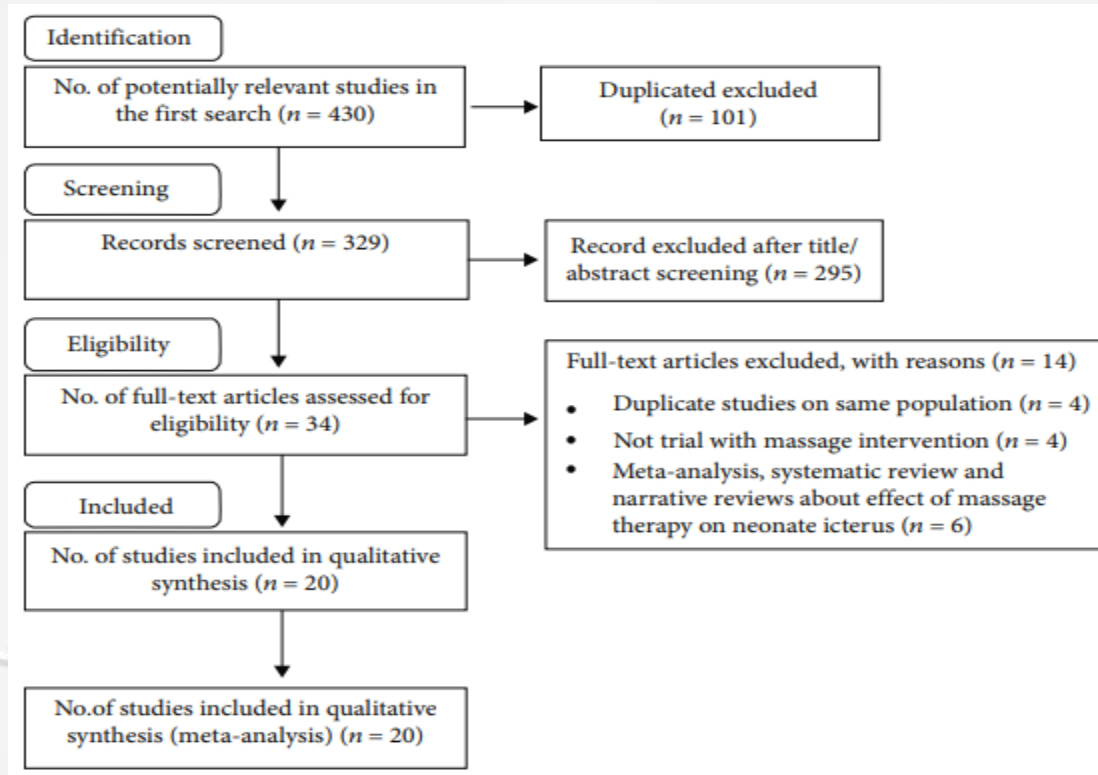 Identification
No. of potentially relevant studies in
the first search (n = 430)
Duplicated excluded
(n = 101)
Screening
Records screened (n = 329)
Record excluded after title/
abstract screening (n = 295)
Eligibility
No. of full-text articles assessed for
eligibility (n = 34)
Full-text articles excluded, with reasons (n = 14)
• Duplicate studies on same population (n = 4)
• Not trial with massage intervention (n = 4)
• Meta-analysis, systematic review and
narrative reviews about effect of massage
therapy on neonate icterus (n = 6)
Included
No. of studies included in qualitative
synthesis (n = 20)
No.of studies included in qualitative
synthesis (meta-analysis) (n = 20)